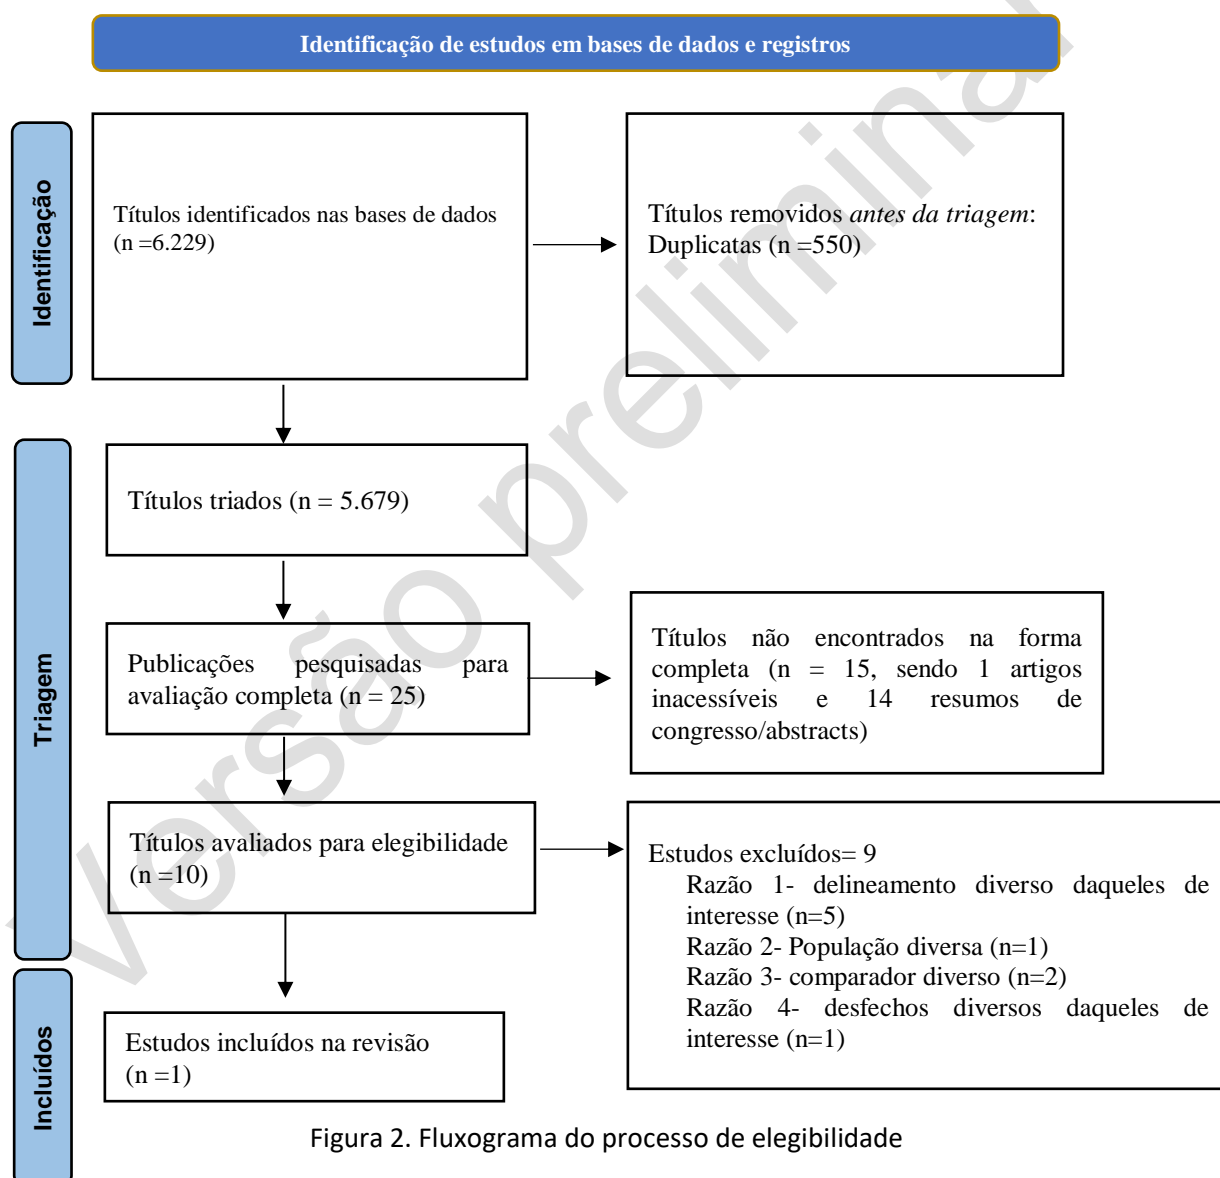 Identificação de estudos em bases de dados e registros
Identificação
Títulos identificados nas bases de dados
(n =6.229)
Títulos removidos antes da triagem:
Duplicatas (n =550)
Triagem
Títulos triados (n = 5.679)
Publicações pesquisadas para
avaliação completa (n = 25)
Títulos não encontrados na forma
completa (n = 15, sendo 1 artigos
inacessíveis e 14 resumos de
congresso/abstracts)
Títulos avaliados para elegibilidade
(n =10)
Estudos excluídos= 9
Razão 1- delineamento diverso daqueles de
interesse (n=5)
Razão 2- População diversa (n=1)
Razão 3- comparador diverso (n=2)
Razão 4- desfechos diversos daqueles de
interesse (n=1)
Incluídos
Estudos incluídos na revisão
(n =1)
Figura 2. Fluxograma do processo de elegibilidade
Versão preliminar